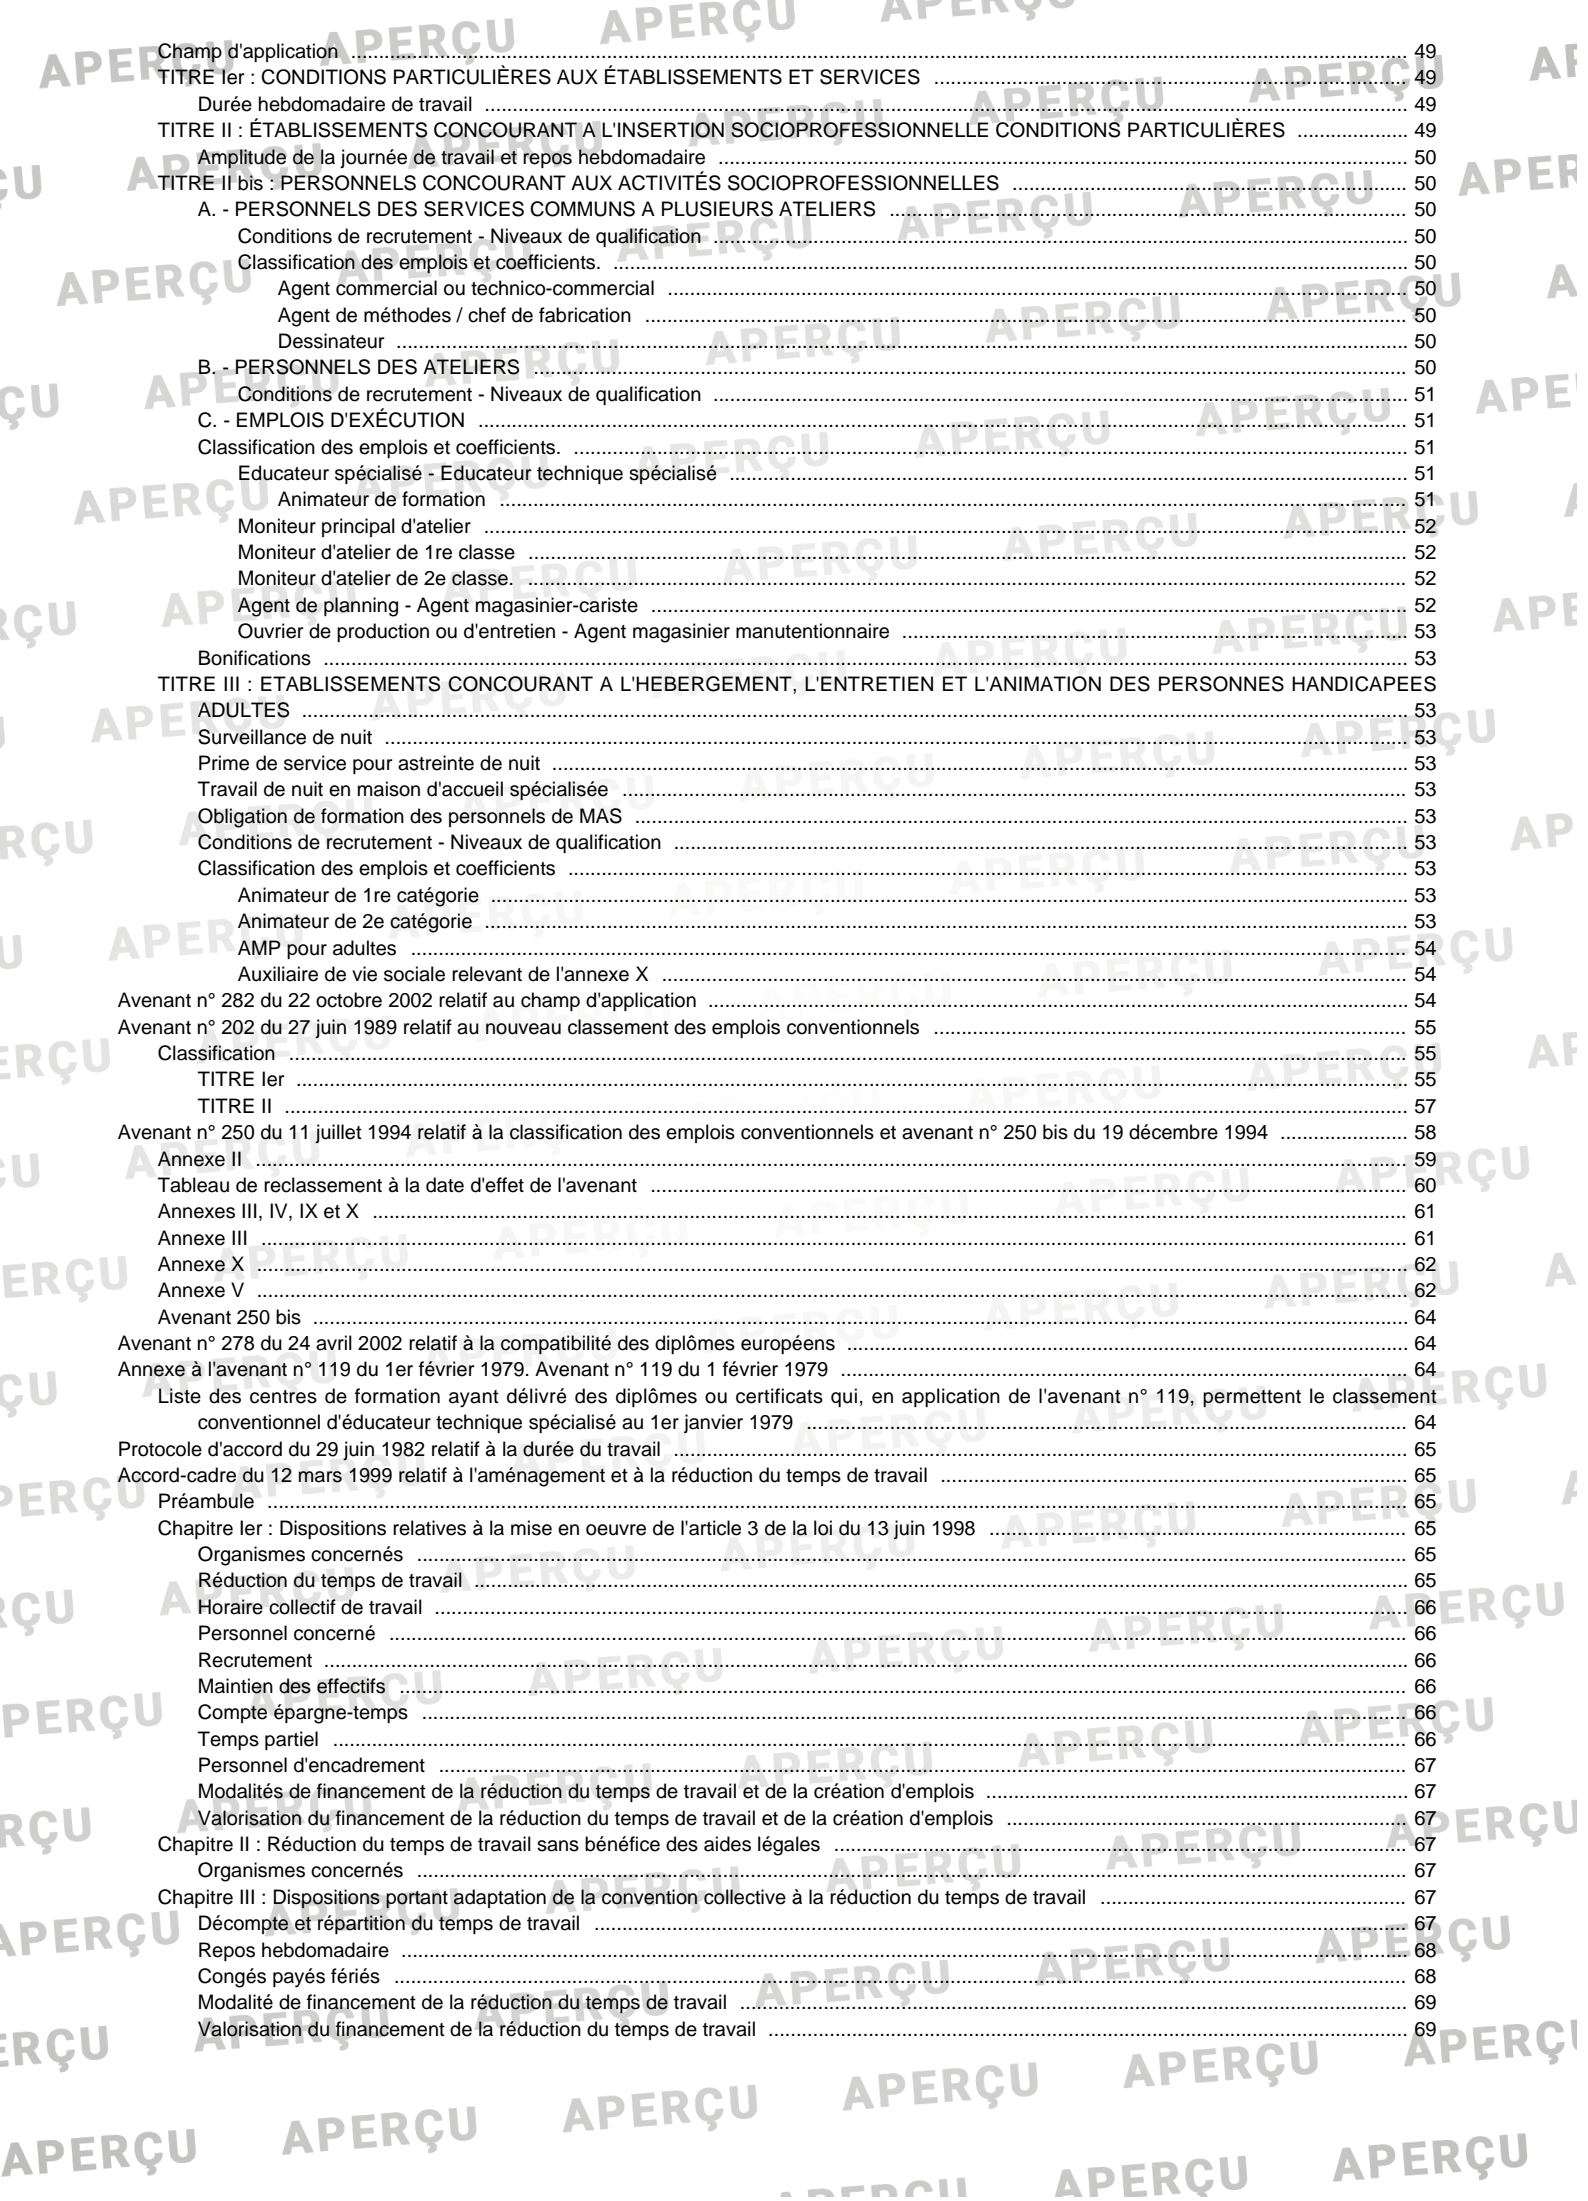 Champ d'application ... 49
TITRE Ier : CONDITIONS PARTICULIÈRES AUX ÉTABLISSEMENTS ET SERVICES ... 49
Durée hebdomadaire de travail ... 49
TITRE II : ÉTABLISSEMENTS CONCOURANT A L'INSERTION SOCIOPROFESSIONNELLE CONDITIONS PARTICULIÈRES ... 49
Amplitude de la journée de travail et repos hebdomadaire ... 50
TITRE II bis : PERSONNELS CONCOURANT AUX ACTIVITÉS SOCIOPROFESSIONNELLES ... 50
A. - PERSONNELS DES SERVICES COMMUNS A PLUSIEURS ATELIERS ... 50
Conditions de recrutement - Niveaux de qualification ... 50
Classification des emplois et coefficients. ... 50
Agent commercial ou technico-commercial ... 50
Agent de méthodes / chef de fabrication ... 50
Dessinateur ... 50
B. - PERSONNELS DES ATELIERS ... 50
Conditions de recrutement - Niveaux de qualification ... 51
C. - EMPLOIS D'EXÉCUTION ... 51
Classification des emplois et coefficients. ... 51
Educateur spécialisé - Educateur technique spécialisé ... 51
Animateur de formation ... 51
Moniteur principal d'atelier ... 52
Moniteur d'atelier de 1re classe ... 52
Moniteur d'atelier de 2e classe. ... 52
Agent de planning - Agent magasinier-cariste ... 52
Ouvrier de production ou d'entretien - Agent magasinier manutentionnaire ... 53
Bonifications ... 53
TITRE III : ETABLISSEMENTS CONCOURANT A L'HEBERGEMENT, L'ENTRETIEN ET L'ANIMATION DES PERSONNES HANDICAPEES
ADULTES ... 53
Surveillance de nuit ... 53
Prime de service pour astreinte de nuit ... 53
Travail de nuit en maison d'accueil spécialisée ... 53
Obligation de formation des personnels de MAS ... 53
Conditions de recrutement - Niveaux de qualification ... 53
Classification des emplois et coefficients ... 53
Animateur de 1re catégorie ... 53
Animateur de 2e catégorie ... 53
AMP pour adultes ... 54
Auxiliaire de vie sociale relevant de l'annexe X ... 54
Avenant n° 282 du 22 octobre 2002 relatif au champ d'application ... 54
Avenant n° 202 du 27 juin 1989 relatif au nouveau classement des emplois conventionnels ... 55
Classification ... 55
TITRE Ier ... 55
TITRE II ... 57
Avenant n° 250 du 11 juillet 1994 relatif à la classification des emplois conventionnels et avenant n° 250 bis du 19 décembre 1994 ... 58
Annexe II ... 59
Tableau de reclassement à la date d'effet de l'avenant ... 60
Annexes III, IV, IX et X ... 61
Annexe III ... 61
Annexe X ... 62
Annexe V ... 62
Avenant 250 bis ... 64
Avenant n° 278 du 24 avril 2002 relatif à la compatibilité des diplômes européens ... 64
Annexe à l'avenant n° 119 du 1er février 1979. Avenant n° 119 du 1 février 1979 ... 64
Liste des centres de formation ayant délivré des diplômes ou certificats qui, en application de l'avenant n° 119, permettent le classement
conventionnel d'éducateur technique spécialisé au 1er janvier 1979 ... 64
Protocole d'accord du 29 juin 1982 relatif à la durée du travail ... 65
Accord-cadre du 12 mars 1999 relatif à l'aménagement et à la réduction du temps de travail ... 65
Préambule ... 65
Chapitre Ier : Dispositions relatives à la mise en oeuvre de l'article 3 de la loi du 13 juin 1998 ... 65
Organismes concernés ... 65
Réduction du temps de travail ... 65
Horaire collectif de travail ... 66
Personnel concerné ... 66
Recrutement ... 66
Maintien des effectifs ... 66
Compte épargne-temps ... 66
Temps partiel ... 66
Personnel d'encadrement ... 67
Modalités de financement de la réduction du temps de travail et de la création d'emplois ... 67
Valorisation du financement de la réduction du temps de travail et de la création d'emplois ... 67
Chapitre II : Réduction du temps de travail sans bénéfice des aides légales ... 67
Organismes concernés ... 67
Chapitre III : Dispositions portant adaptation de la convention collective à la réduction du temps de travail ... 67
Décompte et répartition du temps de travail ... 67
Repos hebdomadaire ... 68
Congés payés fériés ... 68
Modalité de financement de la réduction du temps de travail ... 69
Valorisation du financement de la réduction du temps de travail ... 69
APERÇU